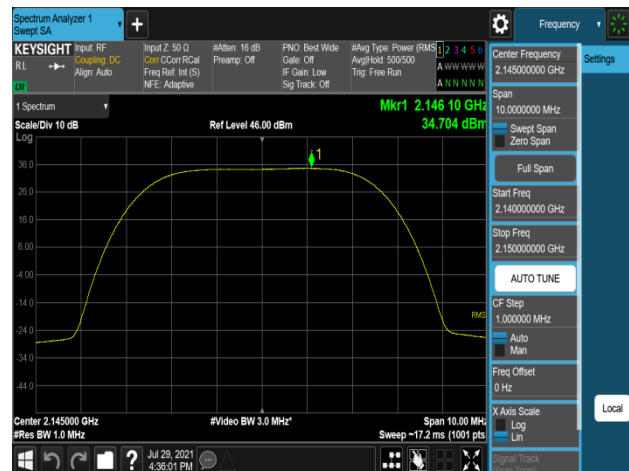 Spectrum Analyzer 1
Swept SA
Frequency
KEYSIGHT
RL
Input: RF
Coupling: DC
Align: Auto
Input Z: 50 Ω
Corr CCorr RCal
Freq Ref: Int (S)
NFE: Adaptive
#Atten: 16 dB
Preamp: Off
PNO: Best Wide
Gate: Off
IF Gain: Low
Sig Track: Off
#Avg Type: Power (RMS
Avg|Hold: 500/500
Trig: Free Run
1 2 3 4 5 6
A W W W W W
A N N N N N
LU
1 Spectrum
Mkr1 2.146 10 GHz
34.704 dBm
Scale/Div 10 dB
Ref Level 46.00 dBm
Log
36.0
26.0
16.0
6.00
-4.00
-14.0
-24.0
-34.0
-44.0
1
RMS
Center 2.145000 GHz
#Video BW 3.0 MHz*
Span 10.00 MHz
#Res BW 1.0 MHz
Sweep ~17.2 ms (1001 pts
Jul 29, 2021
4:36:01 PM
Center Frequency
2.145000000 GHz
Settings
Span
10.0000000 MHz
Swept Span
Zero Span
Full Span
Start Freq
2.140000000 GHz
Stop Freq
2.150000000 GHz
AUTO TUNE
CF Step
1.000000 MHz
Auto
Man
Freq Offset
0 Hz
X Axis Scale
Log
Lin
Local
Signal Track